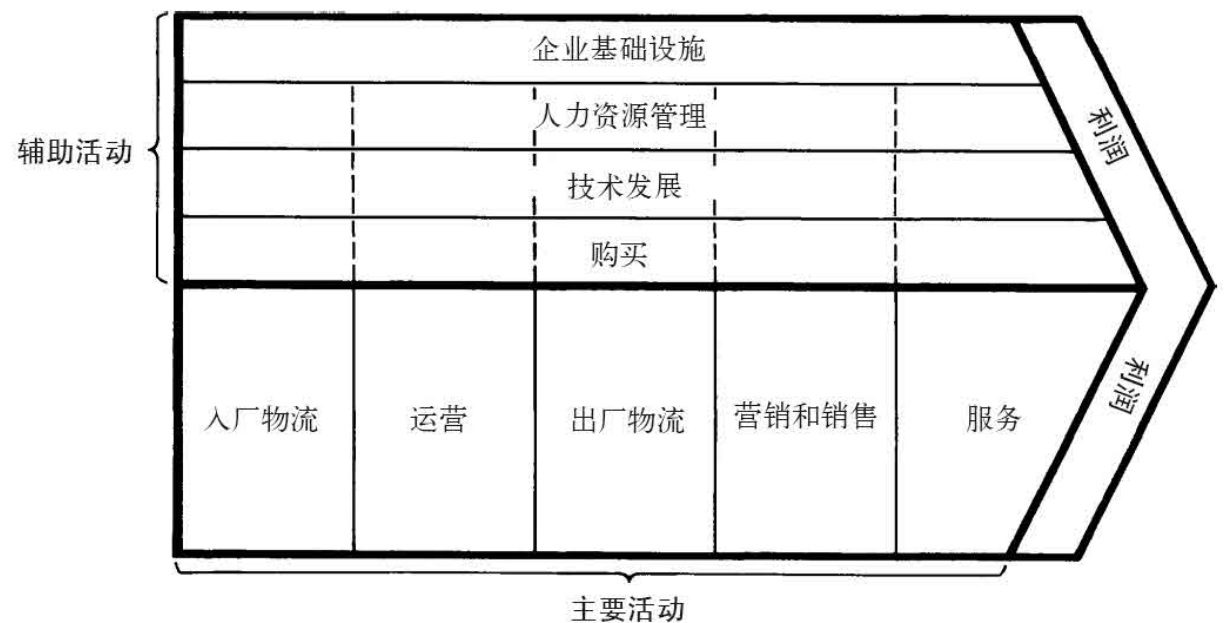 企业基础设施
人力资源管理
辅助活动
技术发展
购买
利润
入厂物流
运营
出厂物流
营销和销售
服务
利润
主要活动